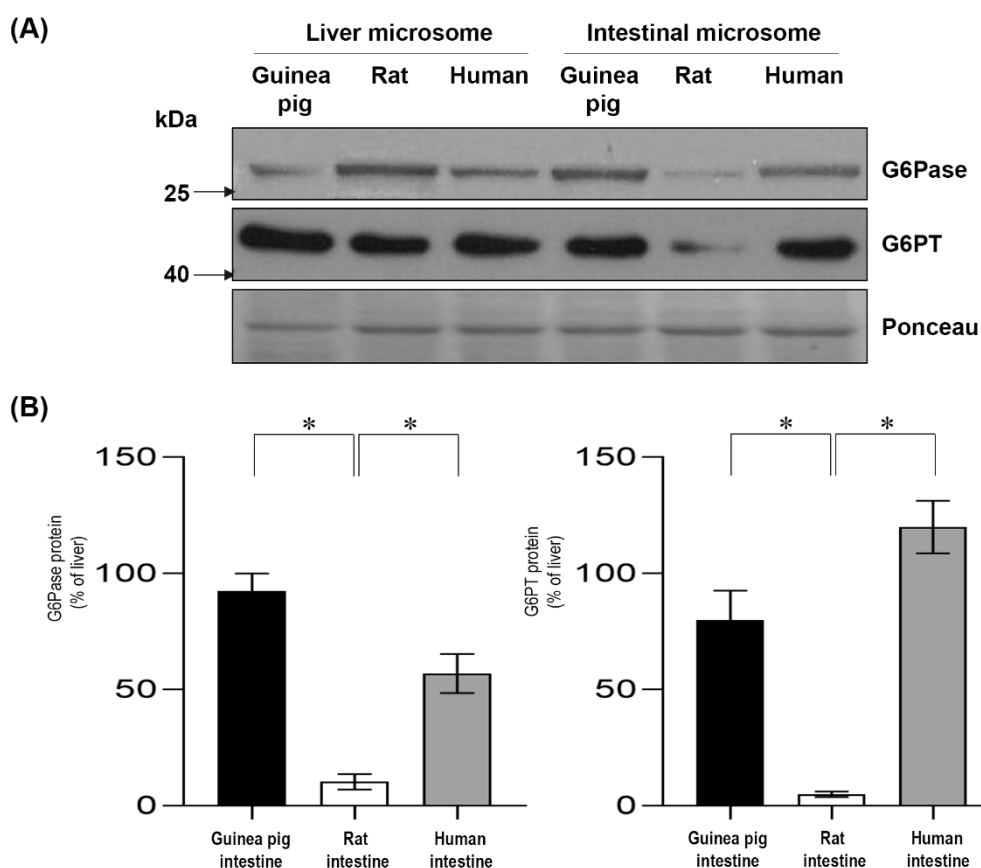 (A)
Liver microsome Intestinal microsome
Guinea pig Rat Human Guinea pig Rat Human
kDa
25
G6Pase
40
G6PT
Ponceau
(B)
* * * *
150
100
50
0
G6Pase protein
(% of liver)
Guinea pig intestine
Rat intestine
Human intestine
150
100
50
0
G6PT protein
(% of liver)
Guinea pig intestine
Rat intestine
Human intestine